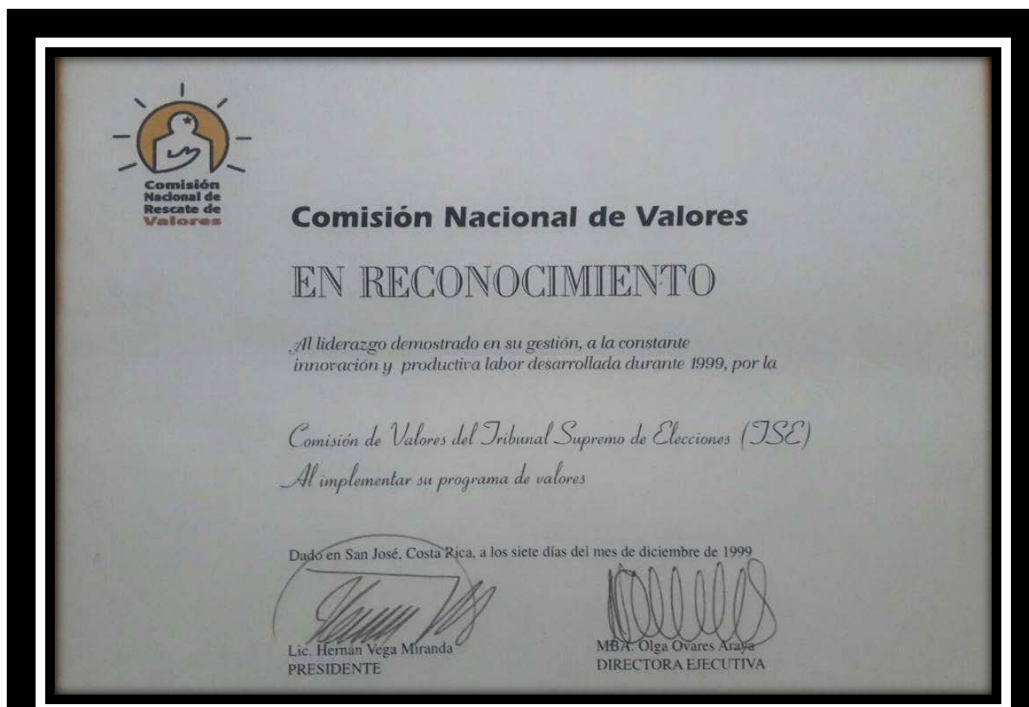 Comisión
Nacional de
Rescate de
Valores
Comisión Nacional de Valores
EN RECONOCIMIENTO
Al liderazgo demostrado en su gestión, a la constante
innovación y productiva labor desarrollada durante 1999, por la
Comisión de Valores del Tribunal Supremo de Elecciones (TSE)
Al implementar su programa de valores
Dado en San José, Costa Rica, a los siete días del mes de diciembre de 1999
Lic. Hernán Vega Miranda
PRESIDENTE
MBA. Olga Ovares Araya
DIRECTORA EJECUTIVA